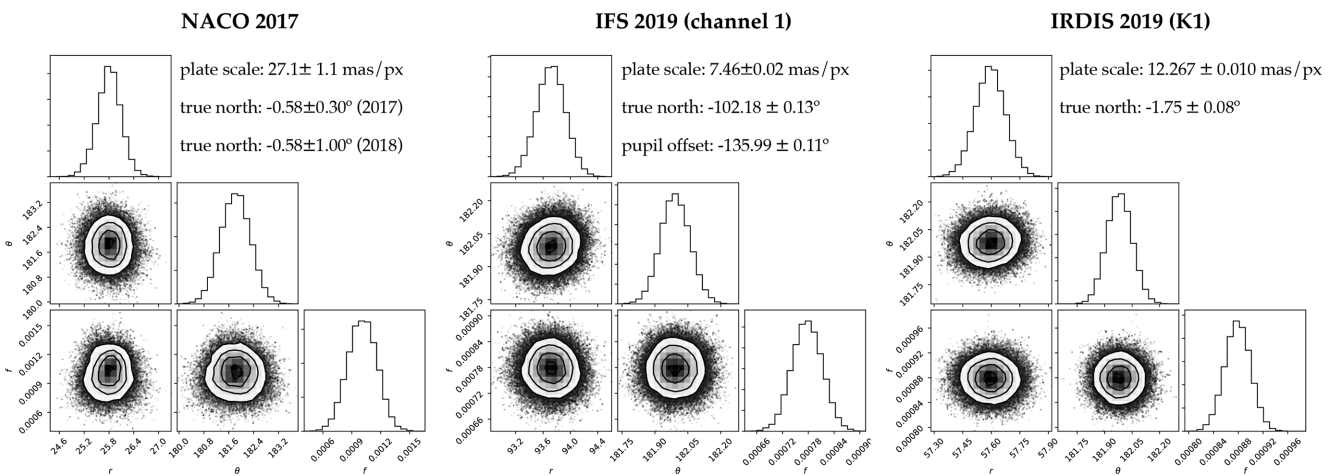 NACO 2017
IFS 2019 (channel 1)
IRDIS 2019 (K1)
plate scale: 27.1± 1.1 mas/px
true north: -0.58±0.30º (2017)
true north: -0.58±1.00º (2018)
plate scale: 7.46±0.02 mas/px
true north: -102.18 ± 0.13º
pupil offset: -135.99 ± 0.11º
plate scale: 12.267 ± 0.010 mas/px
true north: -1.75 ± 0.08º
183.2
182.4
181.6
180.8
180.0
θ
0.0015
0.0012
0.0009
0.0006
f
24.6 25.2 25.8 26.4 27.0
r
180.0 180.8 181.6 182.4 183.2
θ
0.0006 0.0009 0.0012 0.0015
f
182.20
182.05
181.90
181.75
θ
0.00090
0.00084
0.00078
0.00072
0.00066
f
93.2 93.6 94.0 94.4
r
181.75 181.90 182.05 182.20
θ
0.00066 0.00072 0.00078 0.00084
f
182.20
182.05
181.90
181.75
θ
0.00096
0.00092
0.00088
0.00084
0.00080
f
57.30 57.45 57.60 57.75 57.90
r
181.75 181.90 182.05 182.20
θ
0.00080 0.00084 0.00088 0.00092 0.00096
f